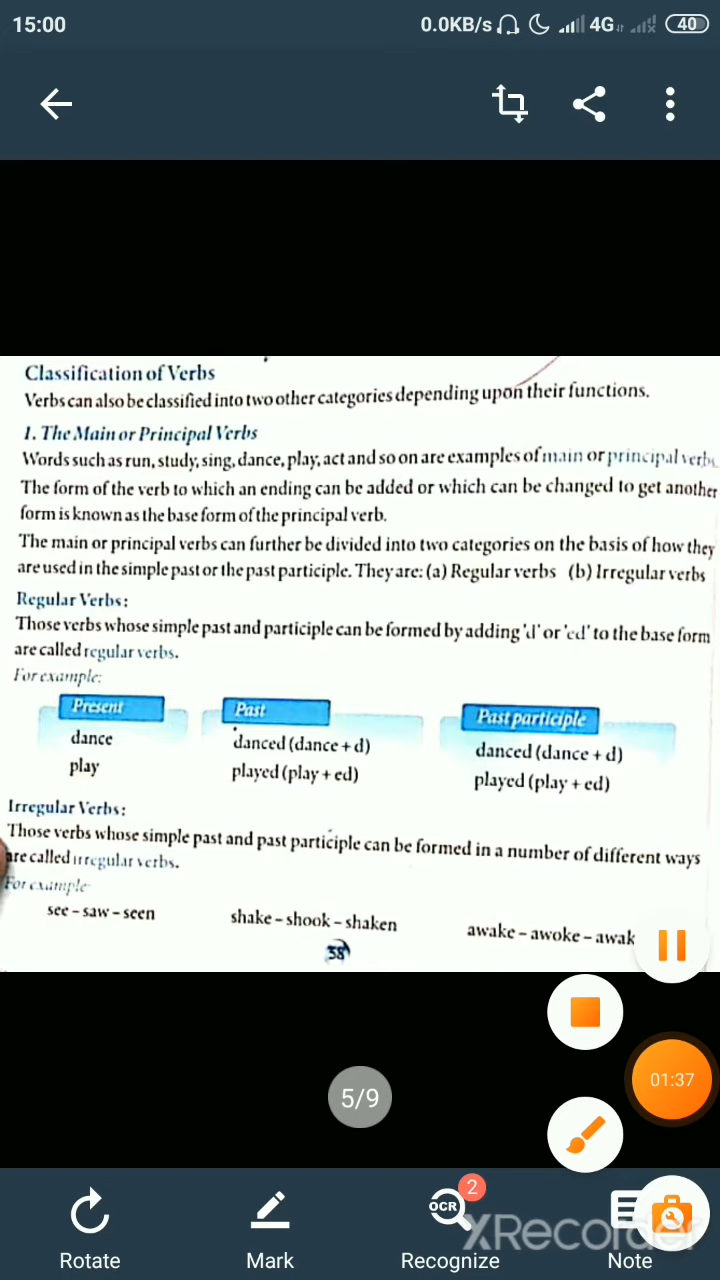 15:00
0.0KB/s 4G 40
Classification of Verbs
Verbs can also be classified into two other categories depending upon their functions.
1. The Main or Principal Verbs
Words such as run, study, sing, dance, play, act and so on are examples of main or principal verbs.
The form of the verb to which an ending can be added or which can be changed to get another
form is known as the base form of the principal verb.
The main or principal verbs can further be divided into two categories on the basis of how they
are used in the simple past or the past participle. They are: (a) Regular verbs (b) Irregular verbs
Regular Verbs:
Those verbs whose simple past and participle can be formed by adding 'd' or 'ed' to the base form
are called regular verbs.
For example:
Present Past Past participle
dance danced (dance + d) danced (dance + d)
play played (play + ed) played (play + ed)
Irregular Verbs:
Those verbs whose simple past and past participle can be formed in a number of different ways
are called irregular verbs.
For example
see – saw – seen shake – shook – shaken awake – awoke – awak
58
01:37
5/9
OCR 2
Rotate Mark Recognize Note
XRecorder